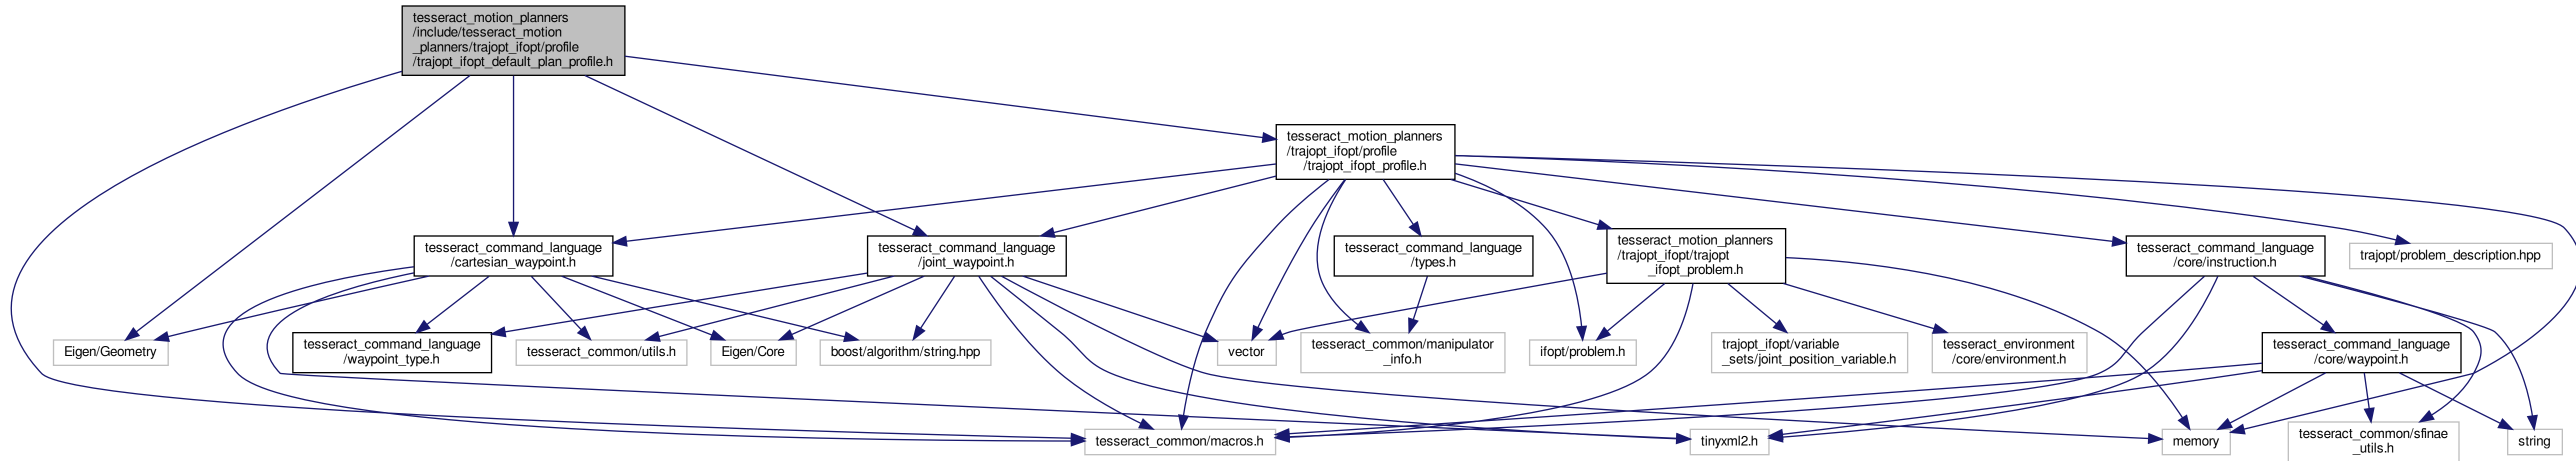 tesseract_motion_planners
/include/tesseract_motion
_planners/trajopt_ifopt/profile
/trajopt_ifopt_default_plan_profile.h
tesseract_motion_planners
/trajopt_ifopt/profile
/trajopt_ifopt_profile.h
tesseract_command_language
/cartesian_waypoint.h
tesseract_command_language
/joint_waypoint.h
tesseract_command_language
/types.h
tesseract_motion_planners
/trajopt_ifopt/trajopt
_ifopt_problem.h
tesseract_command_language
/core/instruction.h
trajopt/problem_description.hpp
Eigen/Geometry
tesseract_command_language
/waypoint_type.h
tesseract_common/utils.h
Eigen/Core
boost/algorithm/string.hpp
vector
tesseract_common/manipulator
_info.h
ifopt/problem.h
trajopt_ifopt/variable
_sets/joint_position_variable.h
tesseract_environment
/core/environment.h
tesseract_command_language
/core/waypoint.h
tesseract_common/macros.h
tinyxml2.h
memory
tesseract_common/sfinae
_utils.h
string